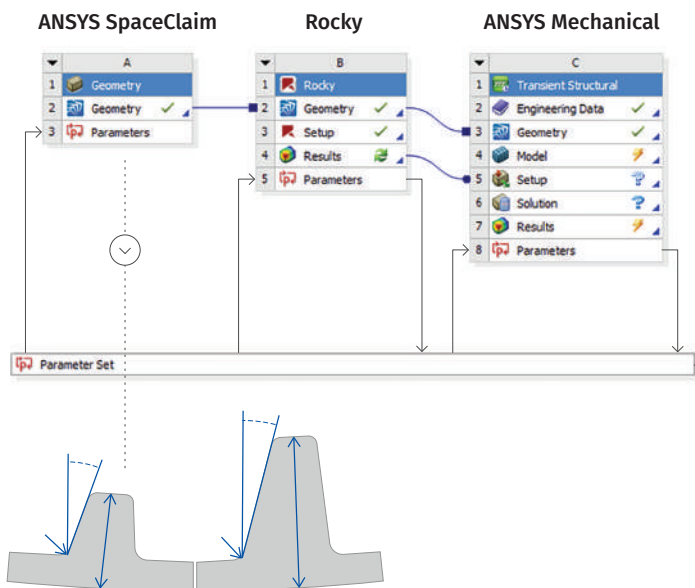 ANSYS SpaceClaim
Rocky
ANSYS Mechanical
A
1 Geometry
2 Geometry
3 Parameters
B
1 Rocky
2 Geometry
3 Setup
4 Results
5 Parameters
C
1 Transient Structural
2 Engineering Data
3 Geometry
4 Model
5 Setup
6 Solution
7 Results
8 Parameters
Parameter Set